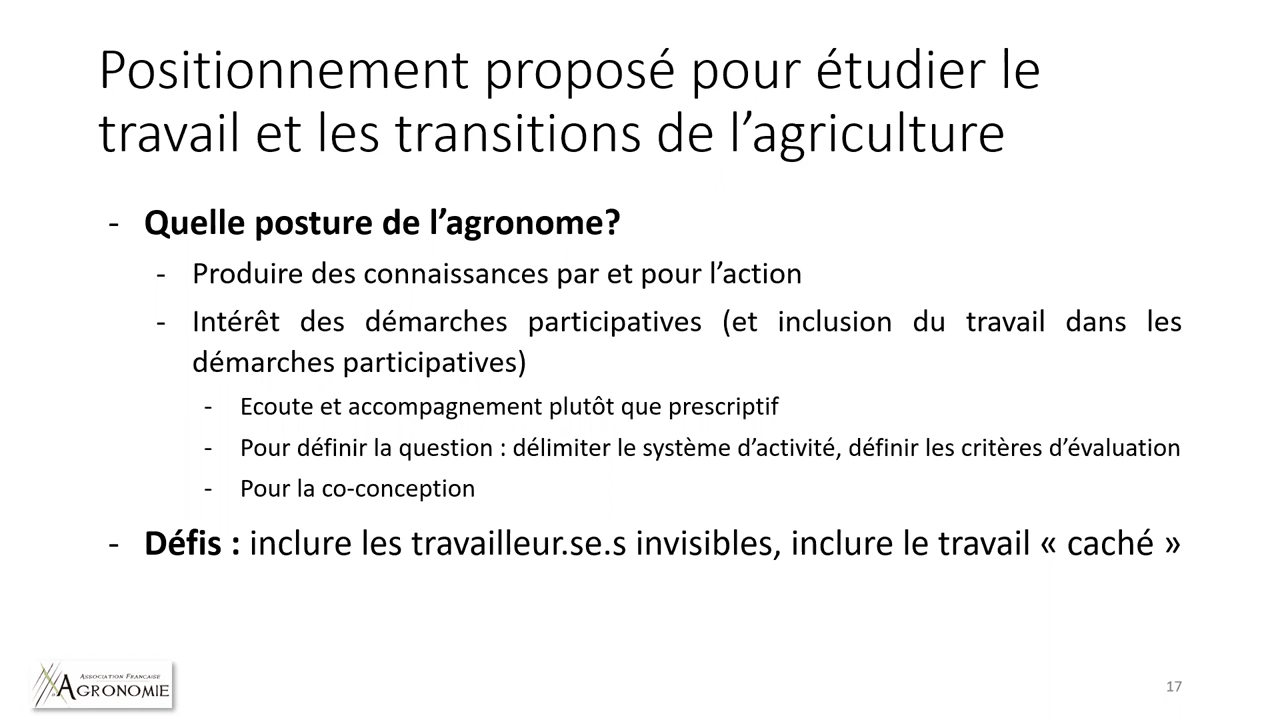 Positionnement proposé pour étudier le
travail et les transitions de l’agriculture
- Quelle posture de l’agronome?
- Produire des connaissances par et pour l’action
- Intérêt des démarches participatives (et inclusion du travail dans les
démarches participatives)
- Ecoute et accompagnement plutôt que prescriptif
- Pour définir la question : délimiter le système d’activité, définir les critères d’évaluation
- Pour la co-conception
- Défis : inclure les travailleur.se.s invisibles, inclure le travail « caché »
Association Française
Agronomie
17